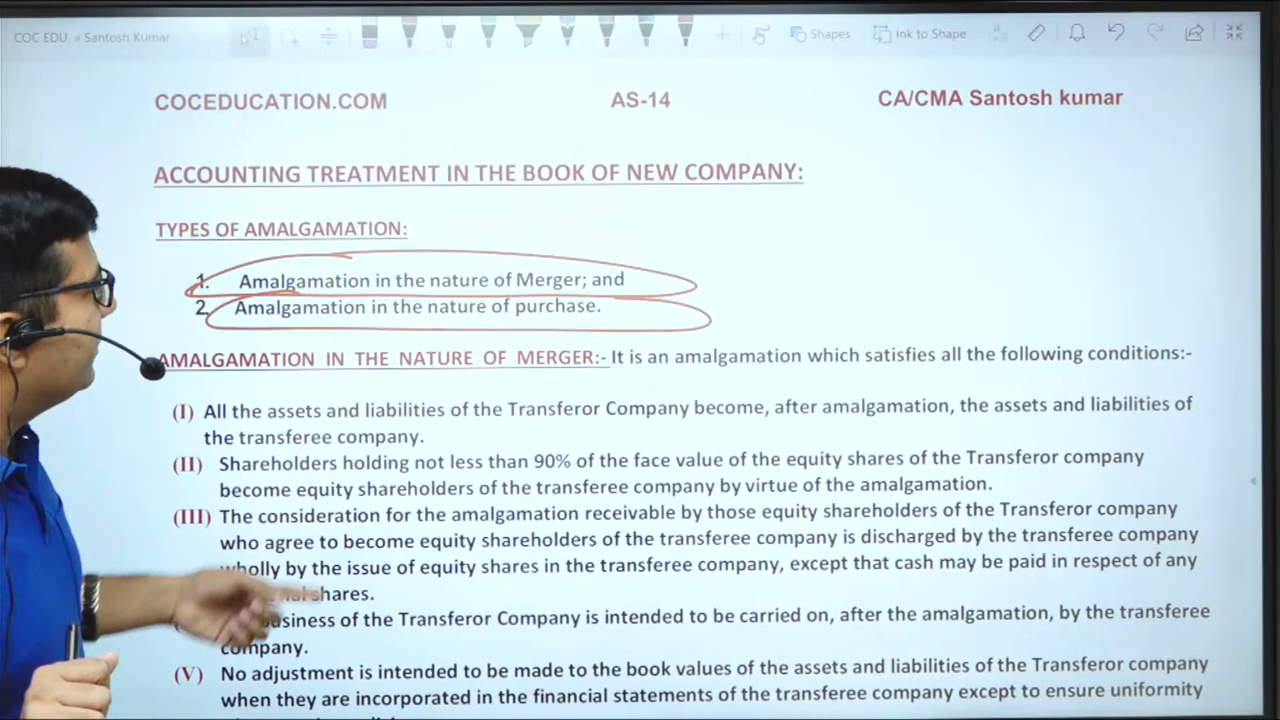 COC EDU. - Santosh Kumar
Shapes
Ink to Shape
COCEDUCATION.COM AS-14 CA/CMA Santosh kumar
ACCOUNTING TREATMENT IN THE BOOK OF NEW COMPANY:
TYPES OF AMALGAMATION:
1. Amalgamation in the nature of Merger; and
2. Amalgamation in the nature of purchase.
AMALGAMATION IN THE NATURE OF MERGER:- It is an amalgamation which satisfies all the following conditions:-
(I) All the assets and liabilities of the Transferor Company become, after amalgamation, the assets and liabilities of
the transferee company.
(II) Shareholders holding not less than 90% of the face value of the equity shares of the Transferor company
become equity shareholders of the transferee company by virtue of the amalgamation.
(III) The consideration for the amalgamation receivable by those equity shareholders of the Transferor company
who agree to become equity shareholders of the transferee company is discharged by the transferee company
wholly by the issue of equity shares in the transferee company, except that cash may be paid in respect of any
shares.
business of the Transferor Company is intended to be carried on, after the amalgamation, by the transferee
company.
(V) No adjustment is intended to be made to the book values of the assets and liabilities of the Transferor company
when they are incorporated in the financial statements of the transferee company except to ensure uniformity